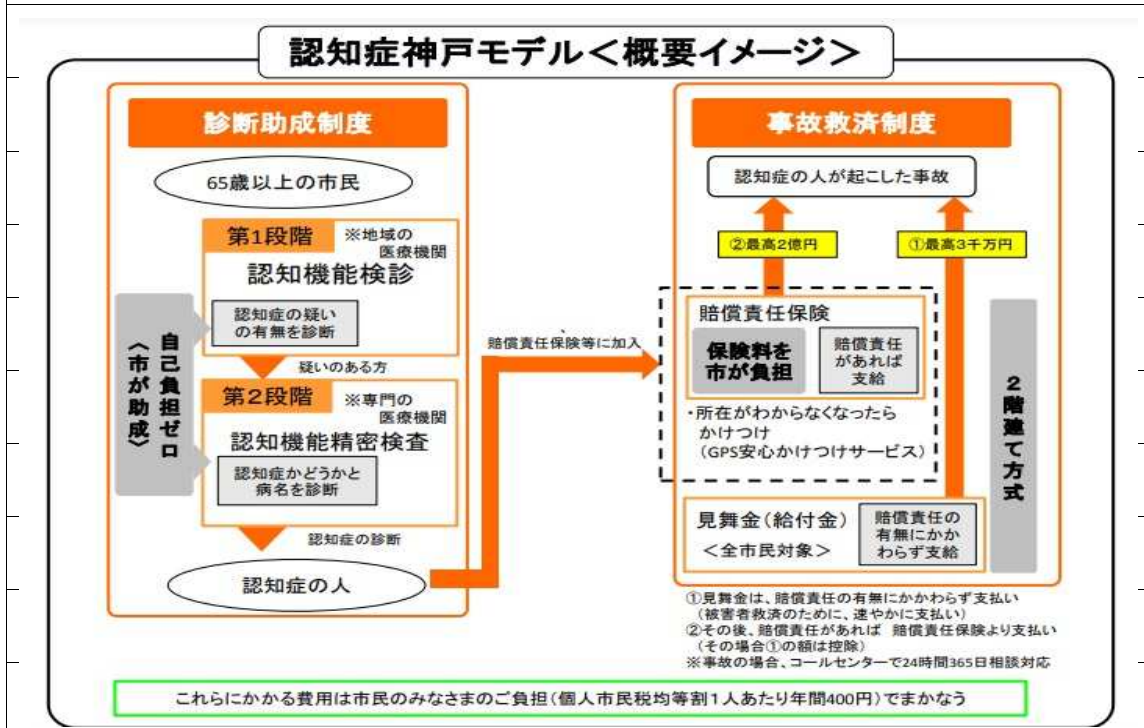 認知症神戸モデル＜概要イメージ＞
診断助成制度
65歳以上の市民
第1段階
※地域の
医療機関
認知機能検診
認知症の疑い
の有無を診断
疑いのある方
第2段階
※専門の
医療機関
認知機能精密検査
認知症かどうかと
病名を診断
自己負担ゼロ
〈市が助成〉
認知症の診断
認知症の人
、
賠償責任保険等に加入
事故救済制度
認知症の人が起こした事故
②最高2億円
①最高3千万円
賠償責任保険
保険料を
市が負担
賠償責任
があれば
支給
・所在がわからなくなったら
かけつけ
(GPS安心かけつけサービス)
見舞金(給付金)
＜全市民対象＞
賠償責任の
有無にかか
わらず支給
2階建て方式
①見舞金は、賠償責任の有無にかかわらず支払い
(被害者救済のために、速やかに支払い)
②その後、賠償責任があれば 賠償責任保険より支払い
(その場合①の額は控除)
※事故の場合、コールセンターで24時間365日相談対応
これらにかかる費用は市民のみなさまのご負担(個人市民税均等割1人あたり年間400円)でまかなう